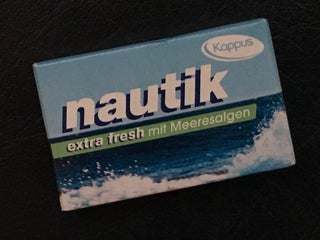 Kappus
nautik
extra fresh mit Meeresalgen